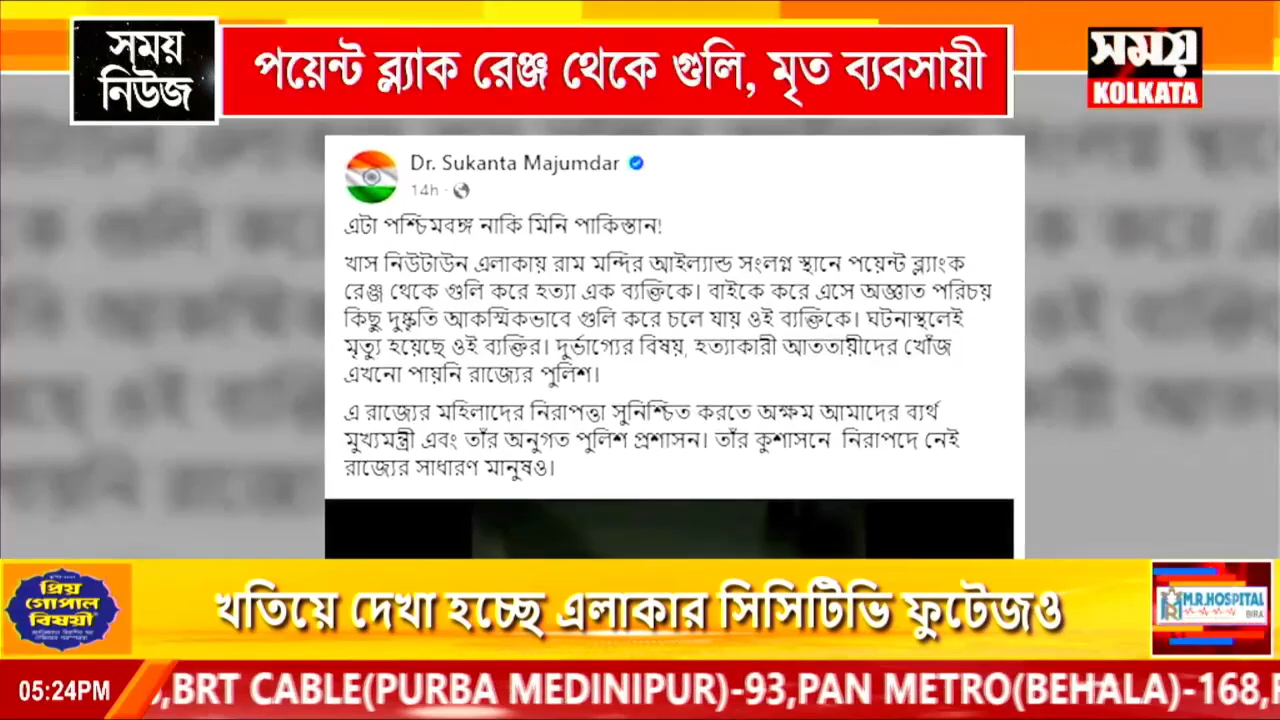 সময়
নিউজ
পয়েন্ট ব্ল্যাক রেঞ্জ থেকে গুলি, মৃত ব্যবসায়ী
সময়
KOLKATA
Dr. Sukanta Majumdar
14h
এটা পশ্চিমবঙ্গ নাকি মিনি পাকিস্তান!
খাস নিউটাউন এলাকায় রাম মন্দির আইল্যান্ড সংলগ্ন স্থানে পয়েন্ট ব্ল্যাংক
রেঞ্জ থেকে গুলি করে হত্যা এক ব্যক্তিকে। বাইকে করে এসে অজ্ঞাত পরিচয়
কিছু দুষ্কৃতি আকস্মিকভাবে গুলি করে চলে যায় ওই ব্যক্তিকে। ঘটনাস্থলেই
মৃত্যু হয়েছে ওই ব্যক্তির। দুর্ভাগ্যের বিষয়, হত্যাকারী আততায়ীদের খোঁজ
এখনো পায়নি রাজ্যের পুলিশ।
এ রাজ্যের মহিলাদের নিরাপত্তা সুনিশ্চিত করতে অক্ষম আমাদের ব্যর্থ
মুখ্যমন্ত্রী এবং তাঁর অনুগত পুলিশ প্রশাসন। তাঁর কুশাসনে নিরাপদে নেই
রাজ্যের সাধারণ মানুষও।
প্রিয়
গোপাল
বিষয়ী
খতিয়ে দেখা হচ্ছে এলাকার সিসিটিভি ফুটেজও
M.R.HOSPITAL
BIRA
05:24PM
,BRT CABLE(PURBA MEDINIPUR)-93,PAN METRO(BEHALA)-168,